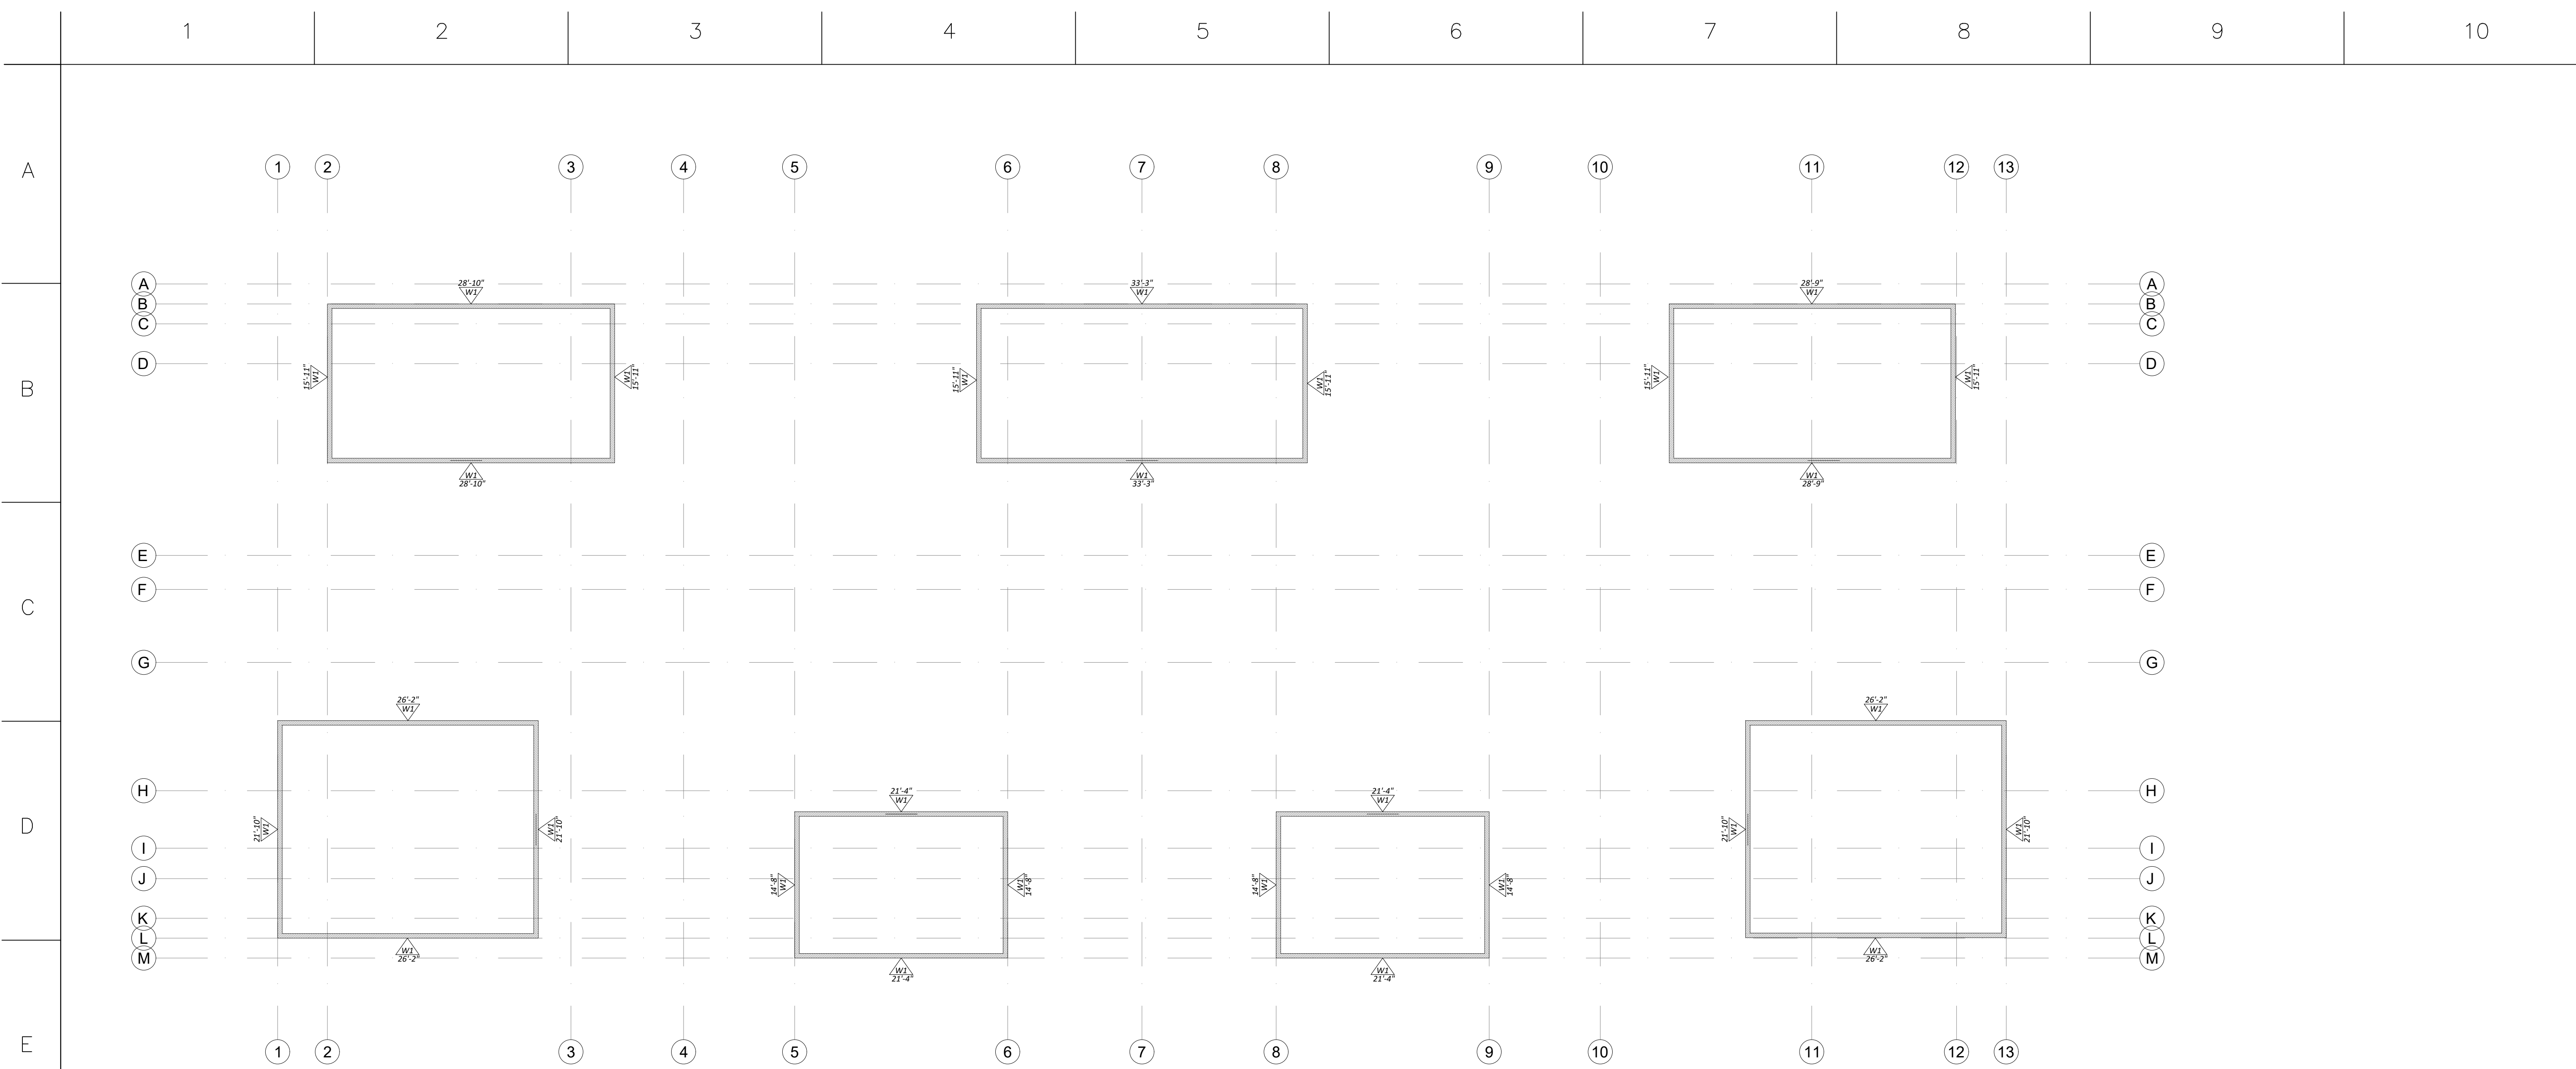 1 2 3 4 5 6 7 8 9 10
A
1 2 3 4 5 6 7 8 9 10 11 12 13
A A
28'-10" 33'-3" 28'-9"
W1 W1 W1
B B
C C
D D
15'-11" W1 W1 15'-11" 15'-11" W1 W1 15'-11" 15'-11" W1 W1 15'-11"
B
W1 W1 W1
28'-10" 33'-3" 28'-9"
E E
F F
C
G G
26'-2" 26'-2"
W1 W1
H H
21'-4" 21'-4"
W1 W1
D
21'-10" W1 W1 21'-10" 21'-10" W1 W1 21'-10"
I I
J J
14'-8" W1 W1 14'-8" 14'-8" W1 W1 14'-8"
K K
L L
W1 W1
26'-2" 26'-2"
M M
W1 W1
21'-4" 21'-4"
E
1 2 3 4 5 6 7 8 9 10 11 12 13